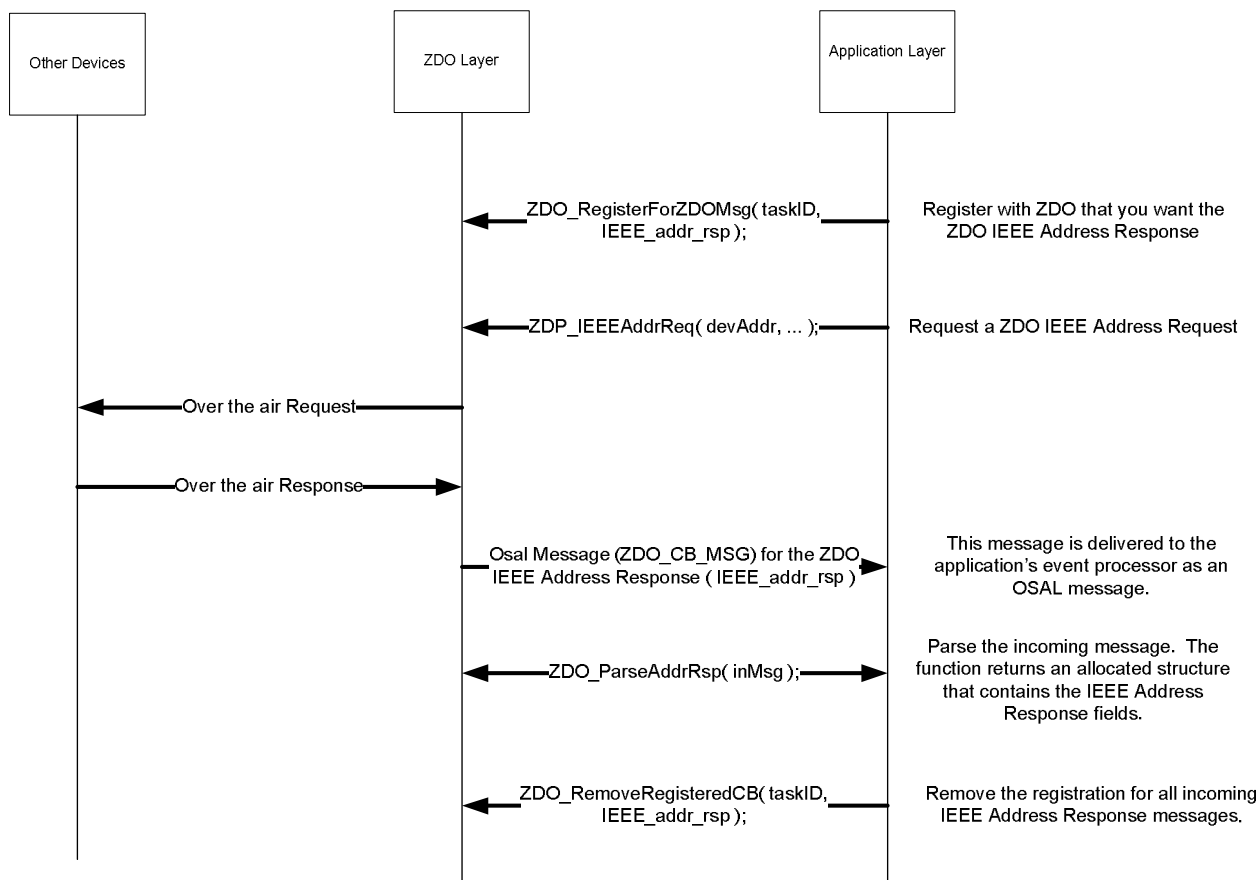 Other Devices
ZDO Layer
Application Layer
ZDO_RegisterForZDOMsg( taskID,
IEEE_addr_rsp );
Register with ZDO that you want the
ZDO IEEE Address Response
ZDP_IEEEAddrReq( devAddr, ... );
Request a ZDO IEEE Address Request
Over the air Request
Over the air Response
Osal Message (ZDO_CB_MSG) for the ZDO
IEEE Address Response ( IEEE_addr_rsp )
This message is delivered to the
application's event processor as an
OSAL message.
ZDO_ParseAddrRsp( inMsg );
Parse the incoming message.  The
function returns an allocated structure
that contains the IEEE Address
Response fields.
ZDO_RemoveRegisteredCB( taskID,
IEEE_addr_rsp );
Remove the registration for all incoming
IEEE Address Response messages.